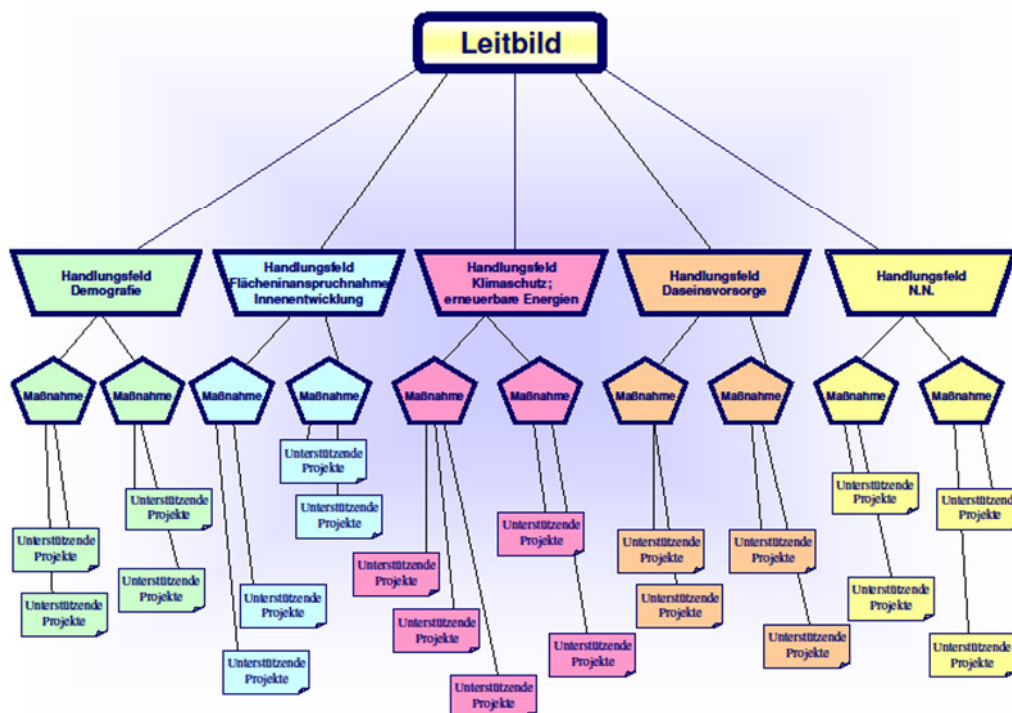 Leitbild
Handlungsfeld
Demografie
Handlungsfeld
Flächeninanspruchnahme
Innenentwicklung
Handlungsfeld
Klimaschutz;
erneuerbare Energien
Handlungsfeld
Daseinsvorsorge
Handlungsfeld
N.N.
Maßnahme
Maßnahme
Maßnahme
Maßnahme
Maßnahme
Maßnahme
Maßnahme
Maßnahme
Maßnahme
Maßnahme
Unterstützende
Projekte
Unterstützende
Projekte
Unterstützende
Projekte
Unterstützende
Projekte
Unterstützende
Projekte
Unterstützende
Projekte
Unterstützende
Projekte
Unterstützende
Projekte
Unterstützende
Projekte
Unterstützende
Projekte
Unterstützende
Projekte
Unterstützende
Projekte
Unterstützende
Projekte
Unterstützende
Projekte
Unterstützende
Projekte
Unterstützende
Projekte
Unterstützende
Projekte
Unterstützende
Projekte
Unterstützende
Projekte
Unterstützende
Projekte
Unterstützende
Projekte